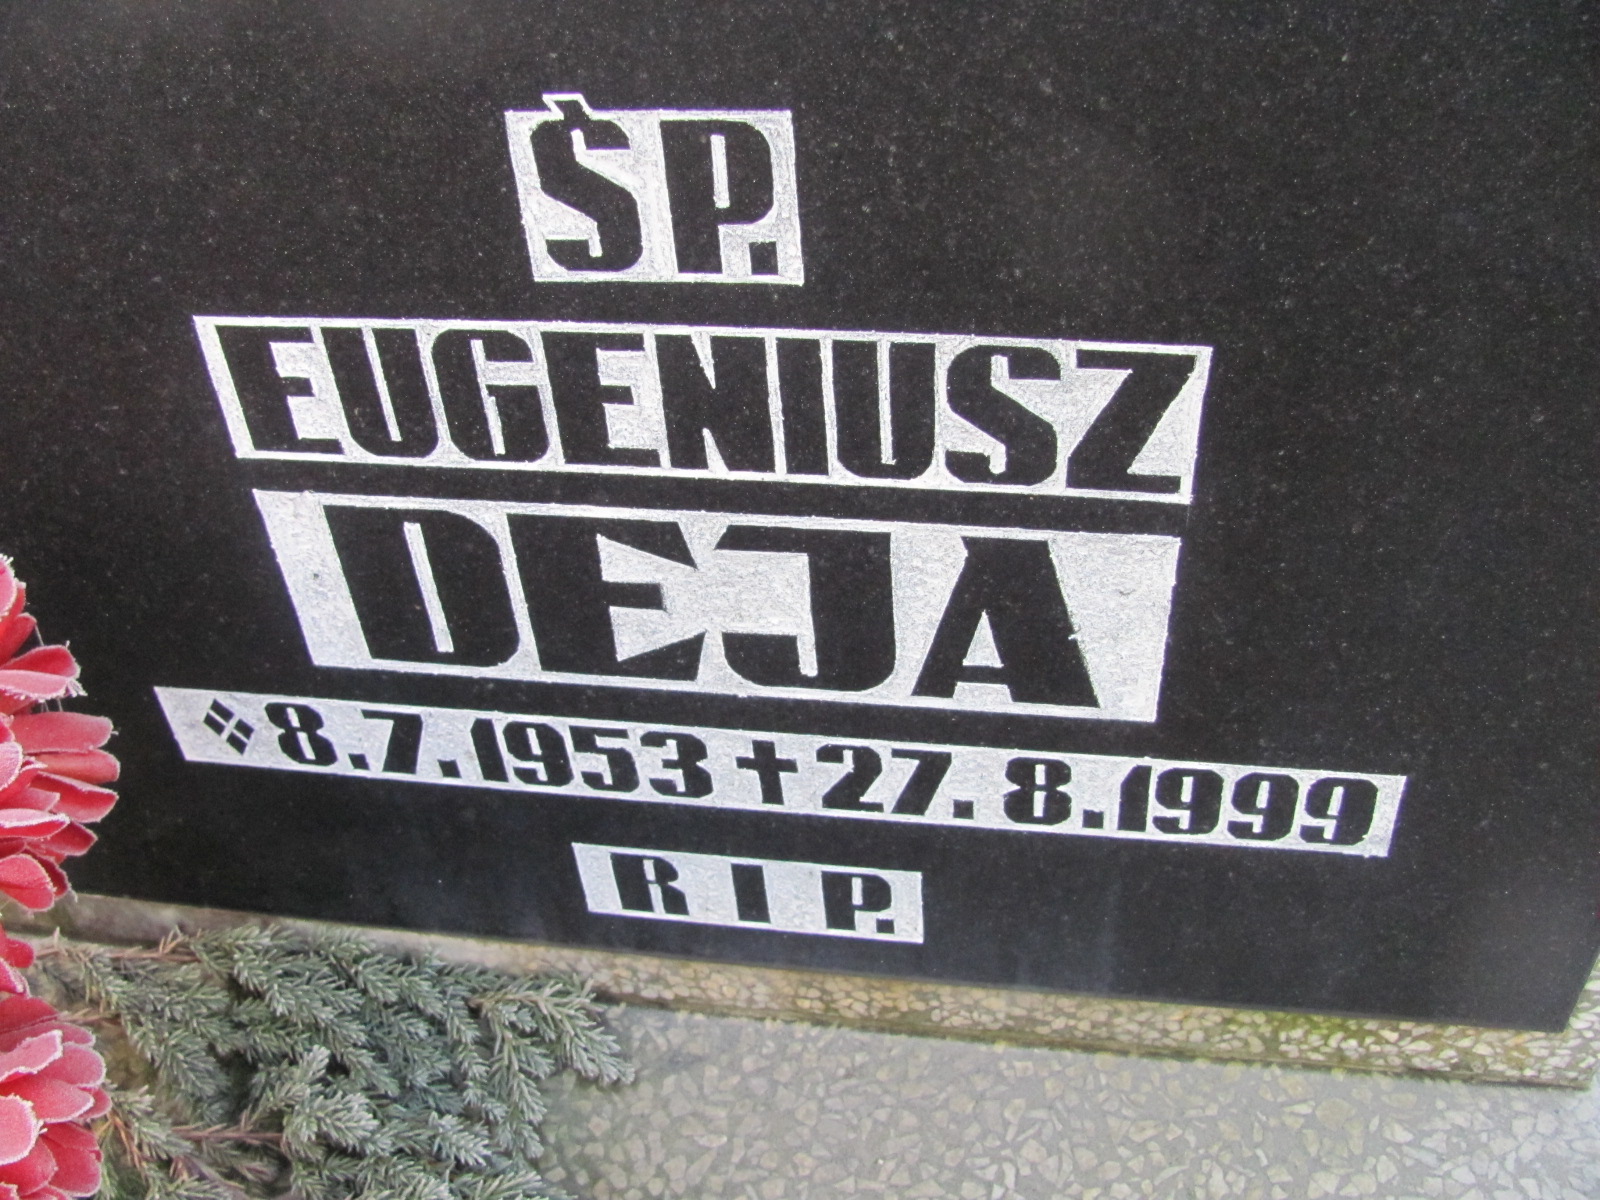 ŚP.
EUGENIUSZ
DEJA
❖ 8.7.1953 ✝ 27.8.1999
R I P.